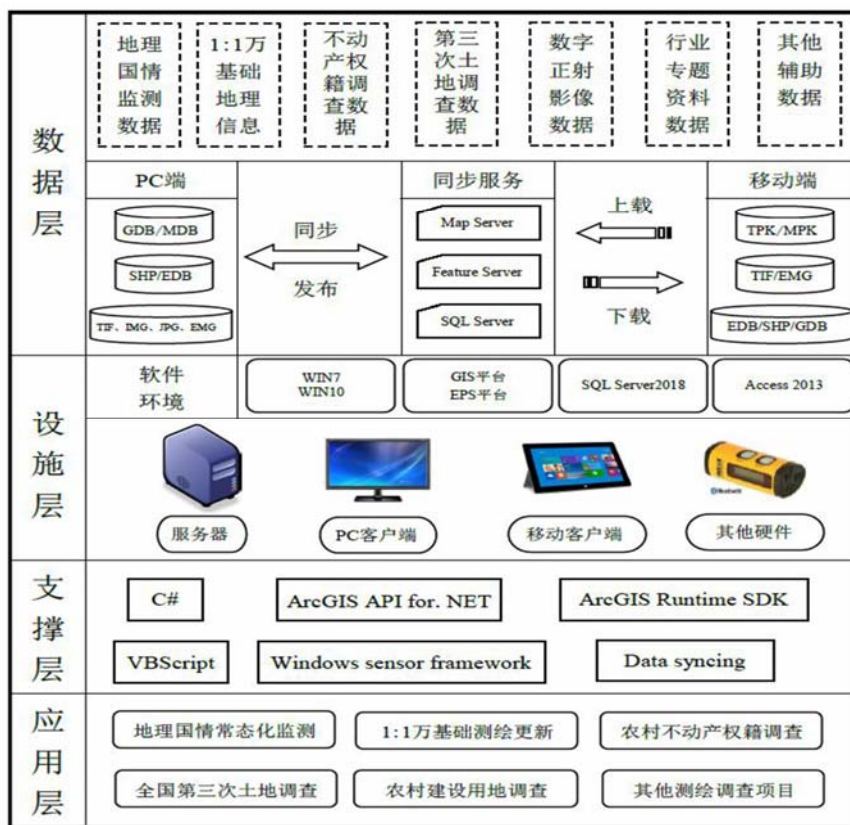 数据层
地理国情监测数据
1:1万基础地理信息
不动产权籍调查数据
第三次土地调查数据
数字正射影像数据
行业专题资料数据
其他辅助数据
PC端
同步服务
移动端
GDB/MDB
SHP/EDB
TIF、IMG、JPG、EMG
同步
发布
Map Server
Feature Server
SQL Server
上载
下载
TPK/MPK
TIF/EMG
EDB/SHP/GDB
设施层
软件
环境
WIN7
WIN10
GIS平台
EPS平台
SQL Server2018
Access 2013
Bluetooth
服务器
PC客户端
移动客户端
其他硬件
支撑层
C#
ArcGIS API for. NET
ArcGIS Runtime SDK
VBScript
Windows sensor framework
Data syncing
应用层
地理国情常态化监测
1:1万基础测绘更新
农村不动产权籍调查
全国第三次土地调查
农村建设用地调查
其他测绘调查项目